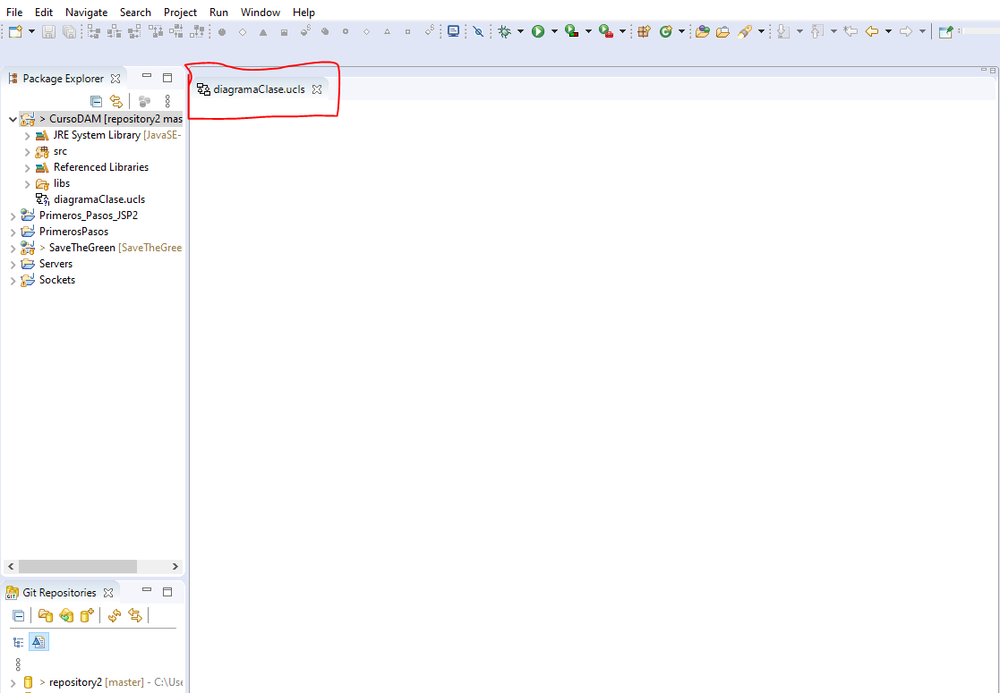 File Edit Navigate Search Project Run Window Help
Package Explorer
diagramaClase.ucls
> CursoDAM [repository2 mas
JRE System Library [JavaSE-
src
Referenced Libraries
libs
diagramaClase.ucls
Primeros_Pasos_JSP2
PrimerosPasos
> SaveTheGreen [SaveTheGree
Servers
Sockets
GIT Git Repositories
> repository2 [master] - C:\Use